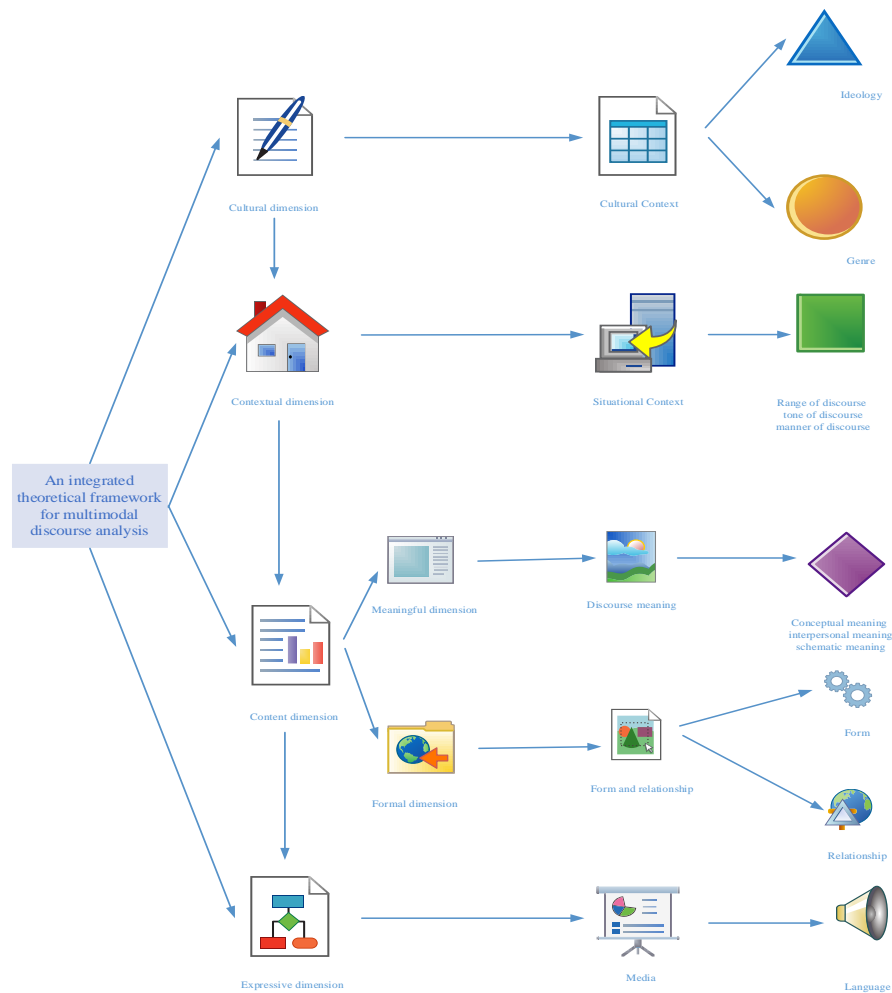 Ideology
Cultural dimension
Cultural Context
Genre
Contextual dimension
Situational Context
Range of discourse
tone of discourse
manner of discourse
An integrated
theoretical framework
for multimodal
discourse analysis
Meaningful dimension
Discourse meaning
Conceptual meaning
interpersonal meaning
schematic meaning
Content dimension
Form
Formal dimension
Form and relationship
Relationship
Expressive dimension
Media
Language